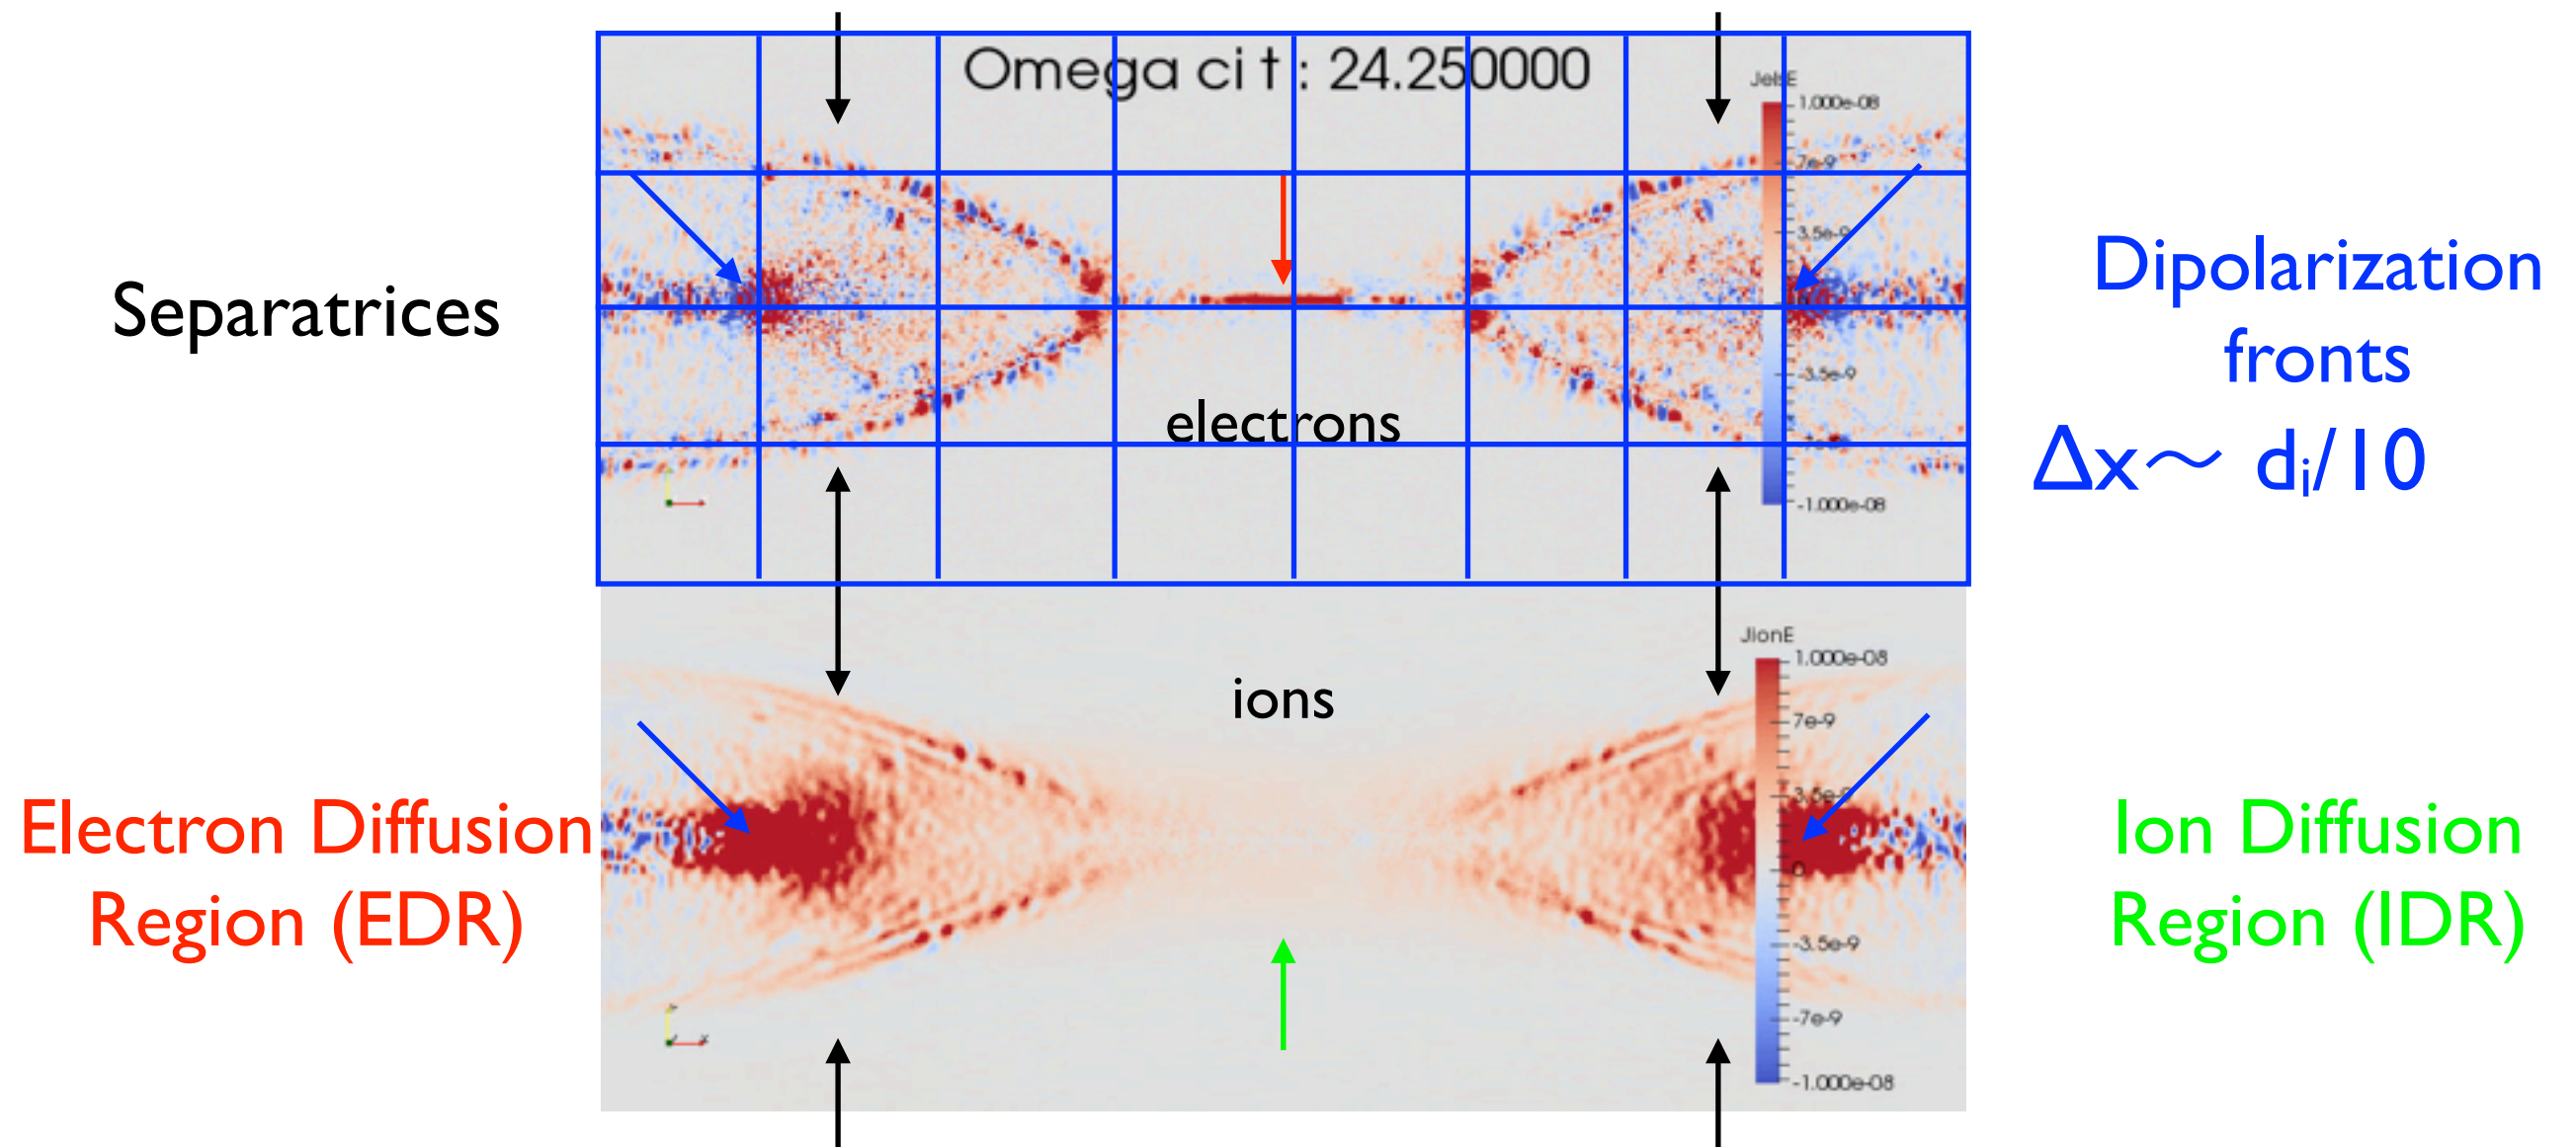 Omega ci t : 24.250000
1.000e-08
7e-9
3.5e-9
-3.5e-9
-1.000e-08
electrons
Separatrices
Dipolarization
fronts
Δx～ dᵢ/10
JionE
1.000e-08
7e-9
3.5e-9
0
-3.5e-9
-7e-9
-1.000e-08
ions
Electron Diffusion
Region (EDR)
Ion Diffusion
Region (IDR)
x